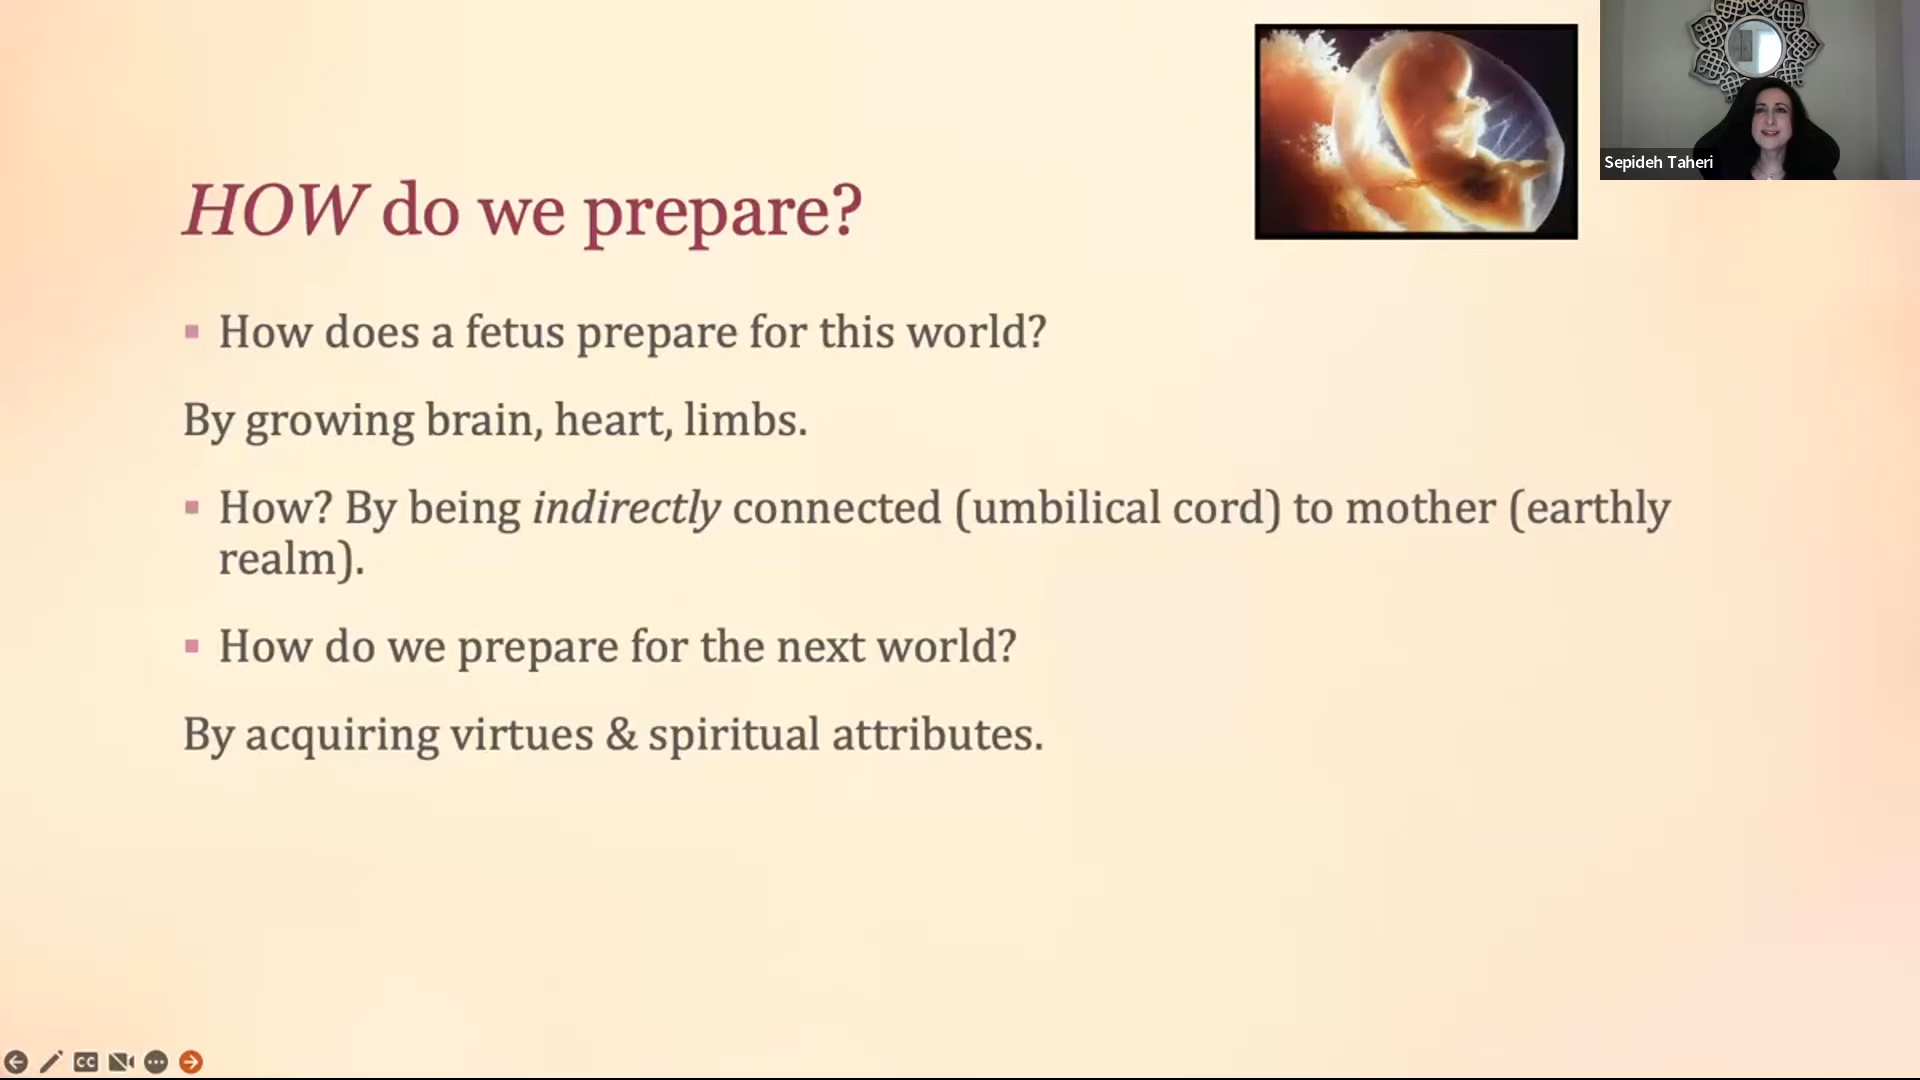 HOW do we prepare?
Sepideh Taheri
▪ How does a fetus prepare for this world?
By growing brain, heart, limbs.
▪ How? By being indirectly connected (umbilical cord) to mother (earthly
realm).
▪ How do we prepare for the next world?
By acquiring virtues & spiritual attributes.
CC